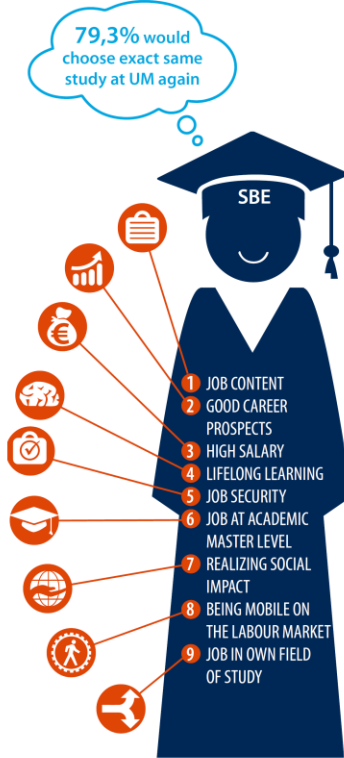 79,3% would
choose exact same
study at UM again
SBE
€
1 JOB CONTENT
2 GOOD CAREER
PROSPECTS
3 HIGH SALARY
4 LIFELONG LEARNING
5 JOB SECURITY
6 JOB AT ACADEMIC
MASTER LEVEL
7 REALIZING SOCIAL
IMPACT
8 BEING MOBILE ON
THE LABOUR MARKET
9 JOB IN OWN FIELD
OF STUDY